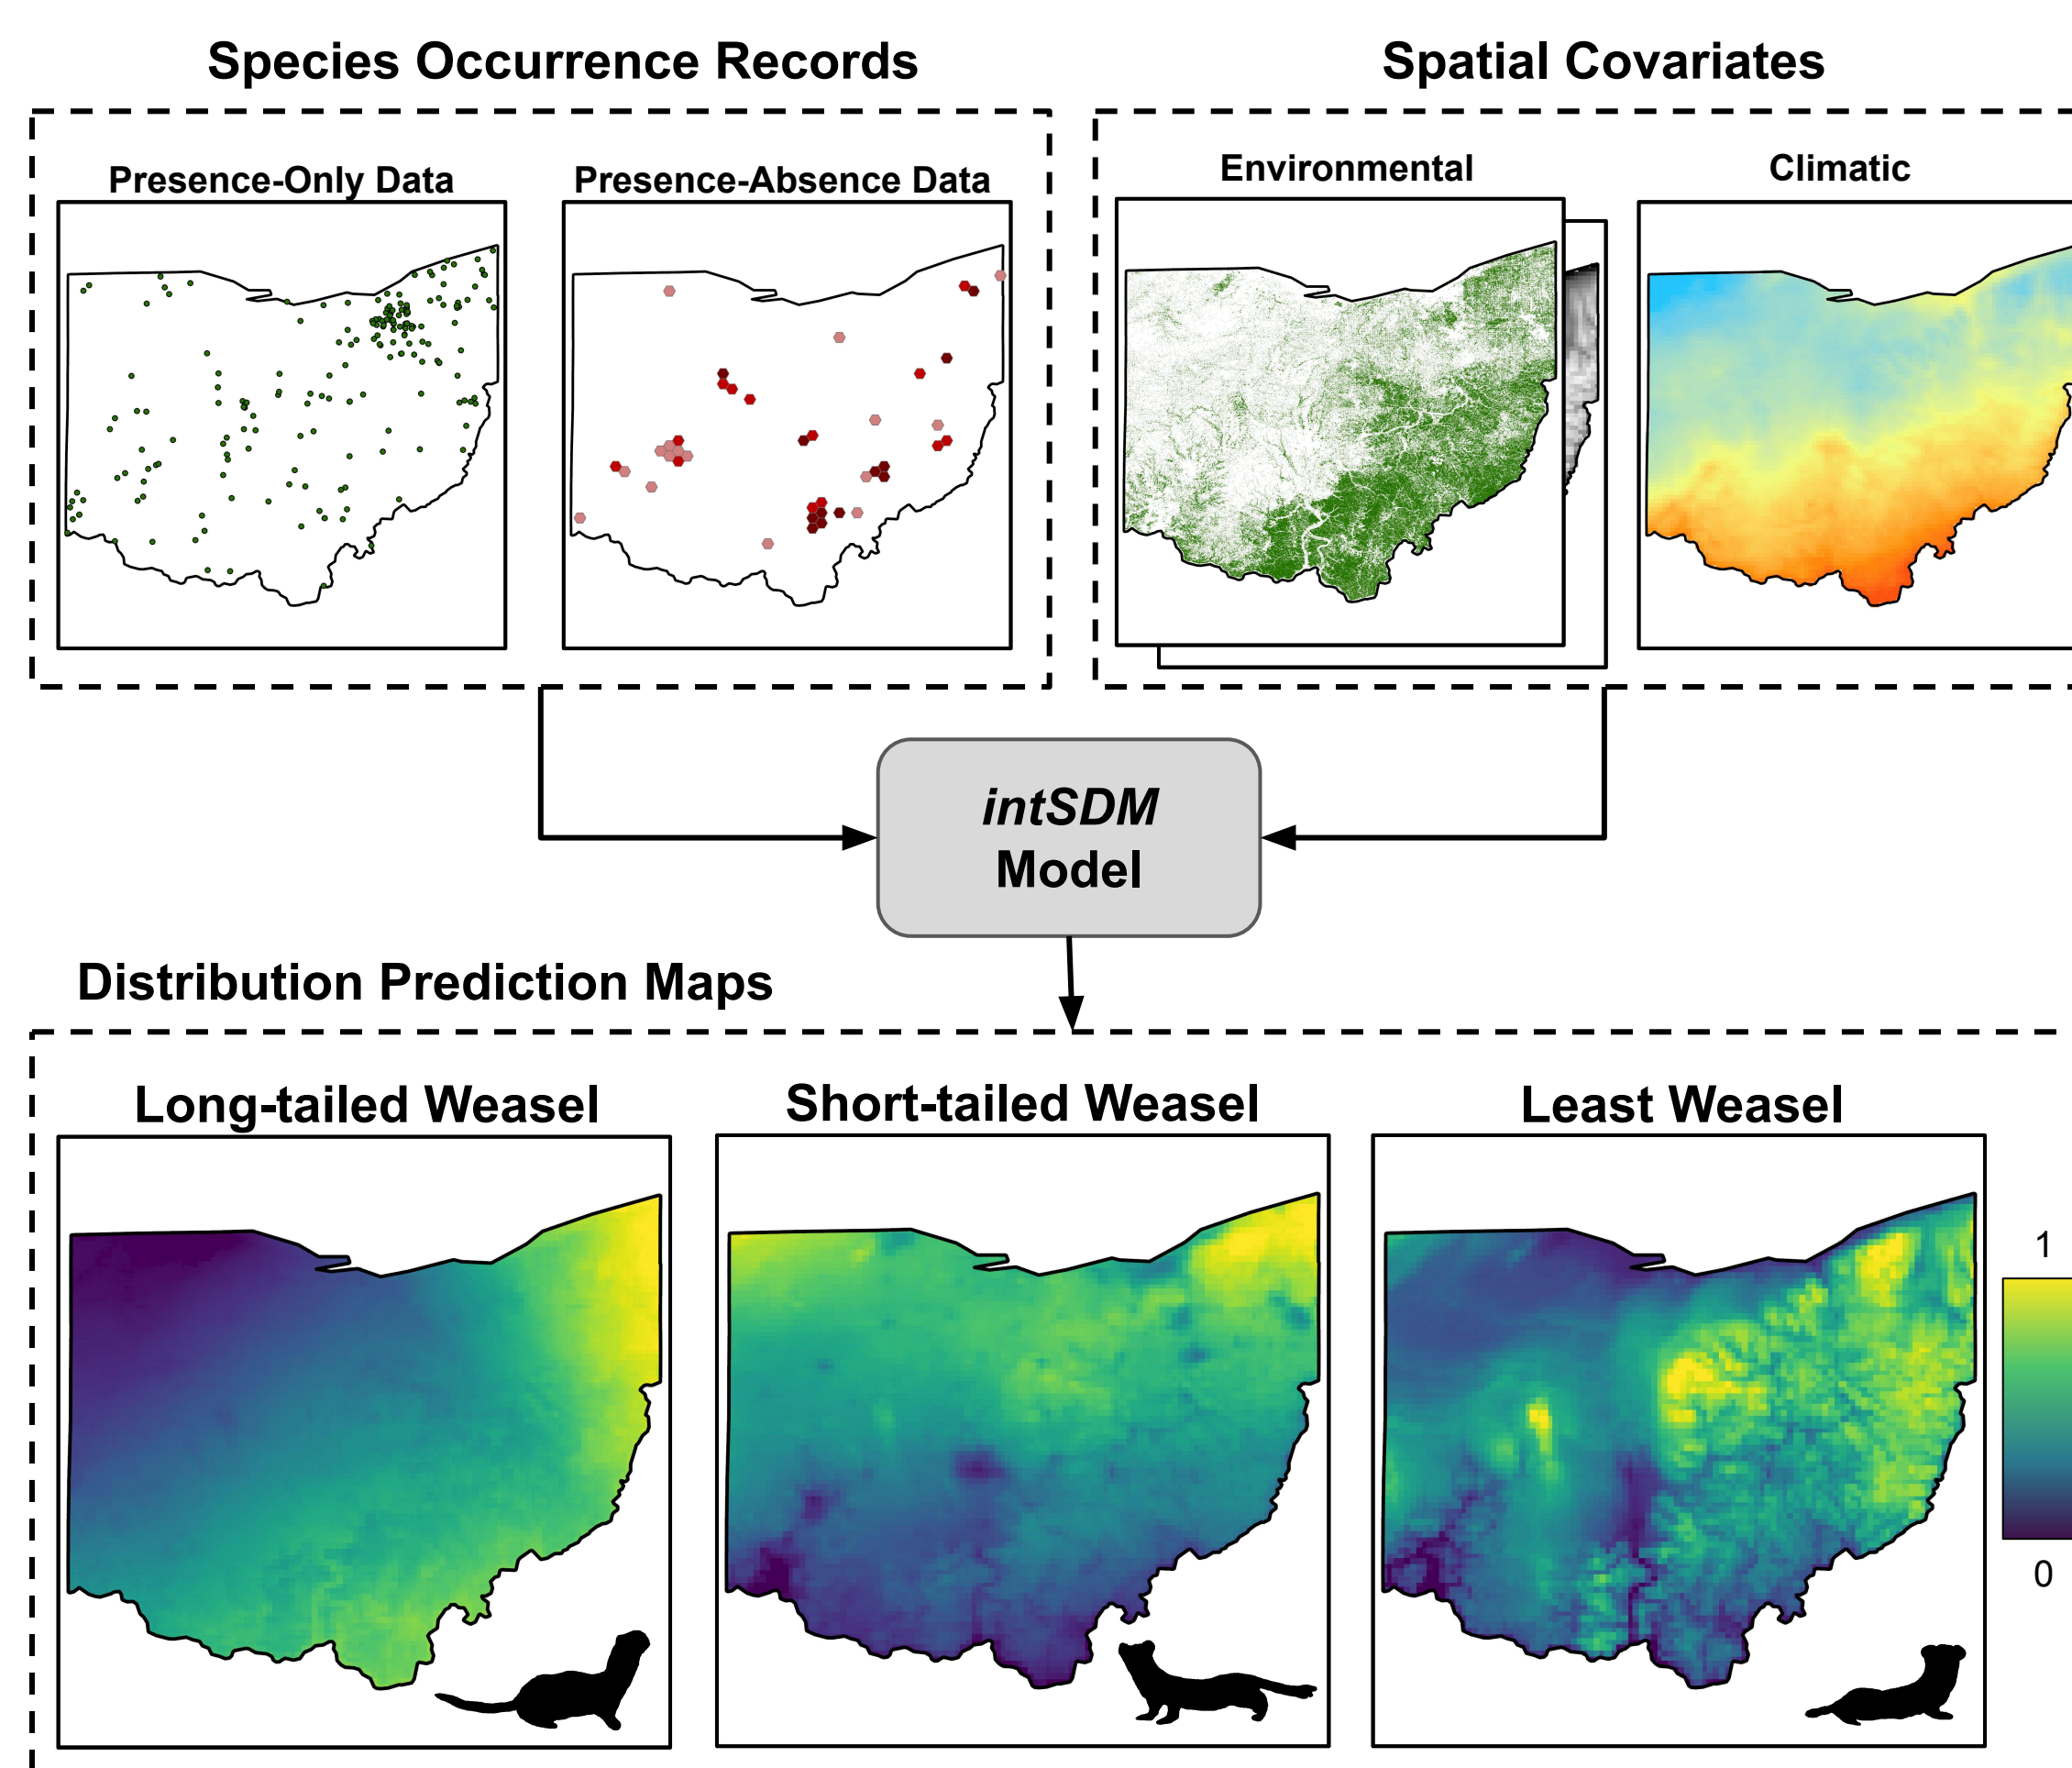 Species Occurrence Records
Spatial Covariates
Presence-Only Data
Presence-Absence Data
Environmental
Climatic
intSDM
Model
Distribution Prediction Maps
Long-tailed Weasel
Short-tailed Weasel
Least Weasel
1
0